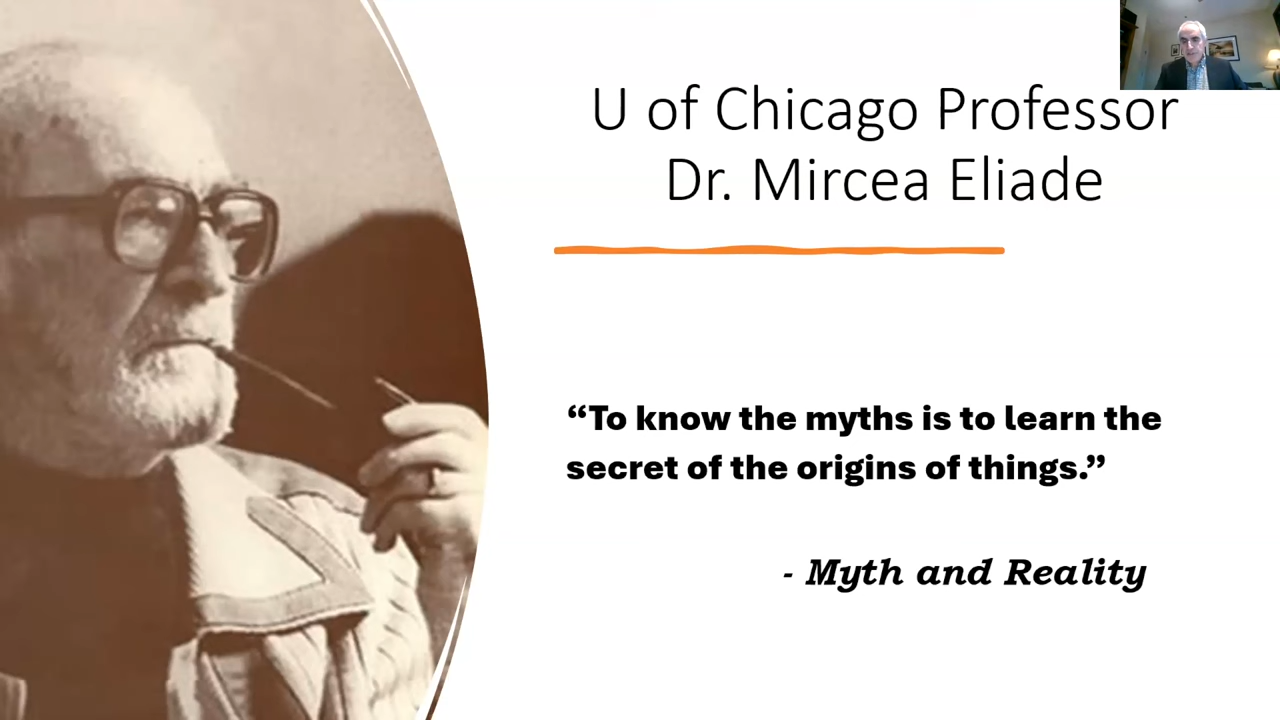 U of Chicago Professor
Dr. Mircea Eliade
“To know the myths is to learn the
secret of the origins of things.”
- Myth and Reality